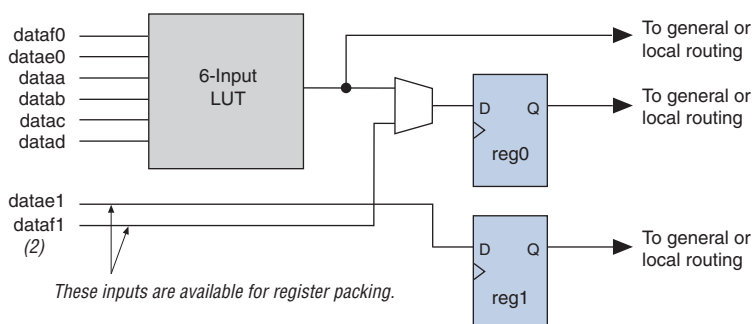 dataf0
datae0
dataa
datab
datac
datad
6-Input
LUT
To general or
local routing
D Q
reg0
To general or
local routing
datae1
dataf1
(2)
D Q
reg1
To general or
local routing
These inputs are available for register packing.